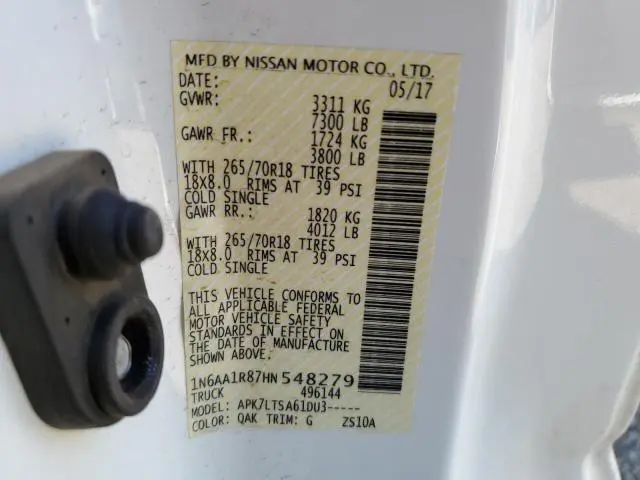 MFD BY NISSAN MOTOR CO., LTD.
DATE: 05/17
GVWR: 3311 KG
7300 LB
GAWR FR.: 1724 KG
3800 LB
WITH 265/70R18 TIRES
18X8.0 RIMS AT 39 PSI
COLD SINGLE
GAWR RR.: 1820 KG
4012 LB
WITH 265/70R18 TIRES
18X8.0 RIMS AT 39 PSI
COLD SINGLE
THIS VEHICLE CONFORMS TO
ALL APPLICABLE FEDERAL
MOTOR VEHICLE SAFETY
STANDARDS IN EFFECT ON
THE DATE OF MANUFACTURE
SHOWN ABOVE.
1N6AA1R87HN548279
TRUCK 496144
MODEL: APK7LTSA61DU3-----
COLOR: QAK TRIM: G ZS10A